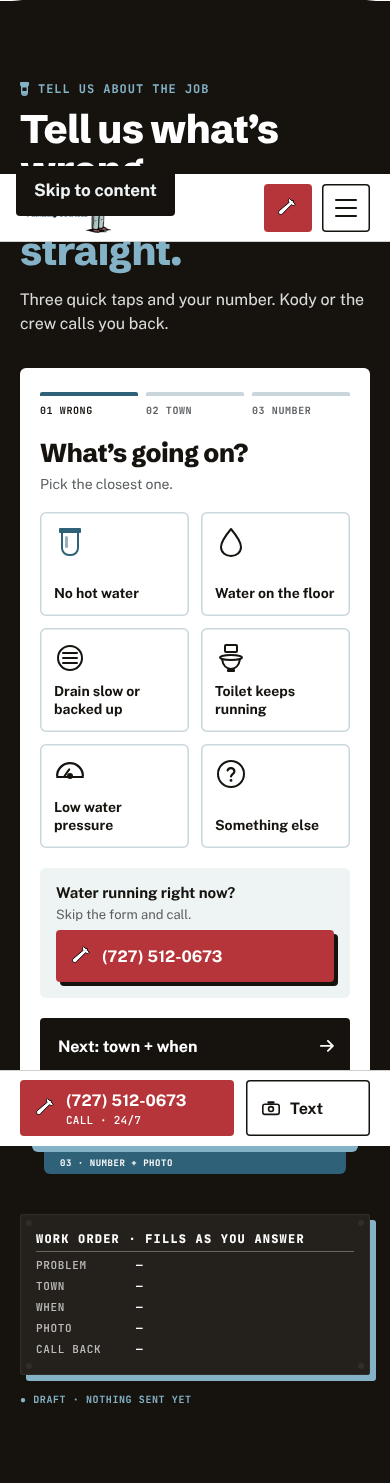 TELL US ABOUT THE JOB
Tell us what's
Skip to content
straight.
Three quick taps and your number. Kody or the
crew calls you back.
01 WRONG
02 TOWN
03 NUMBER
What's going on?
Pick the closest one.
No hot water
Water on the floor
Drain slow or
backed up
Toilet keeps
running
Low water
pressure
Something else
Water running right now?
Skip the form and call.
(727) 512-0673
Next: town + when
→
(727) 512-0673
CALL · 24/7
Text
03 · NUMBER + PHOTO
WORK ORDER · FILLS AS YOU ANSWER
PROBLEM –
TOWN –
WHEN –
PHOTO –
CALL BACK –
• DRAFT · NOTHING SENT YET